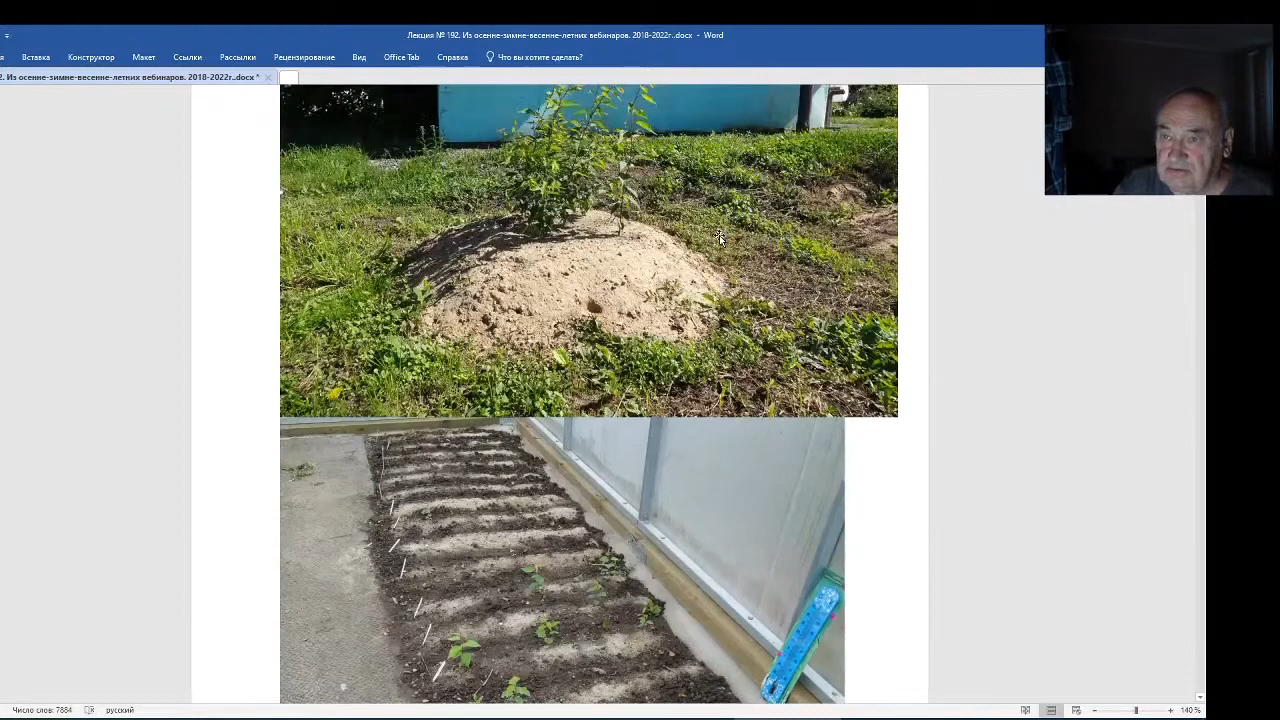 Лекция № 192. Из осенне-зимне-весенне-летних вебинаров. 2018-2022г..docx - Word
я Вставка Конструктор Макет Ссылки Рассылки Рецензирование Вид Office Tab Справка Что вы хотите сделать?
2. Из осенне-зимне-весенне-летних вебинаров. 2018-2022г..docx *
Число слов: 7884 русский 140 %